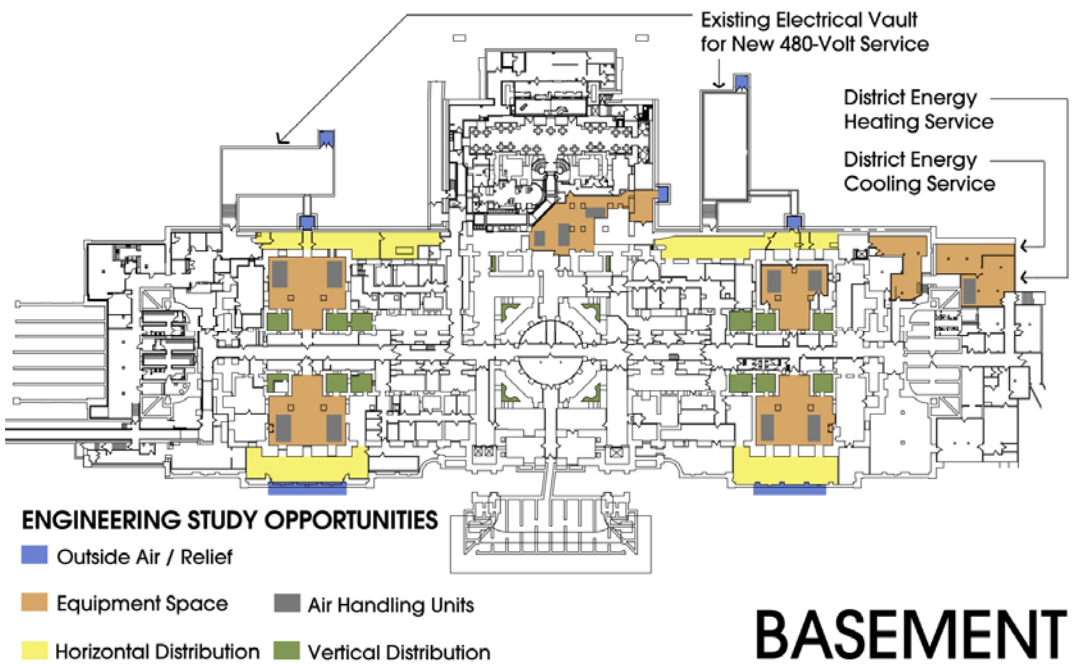 Existing Electrical Vault
for New 480-Volt Service
District Energy
Heating Service
District Energy
Cooling Service
ENGINEERING STUDY OPPORTUNITIES
Outside Air / Relief
Equipment Space
Air Handling Units
Horizontal Distribution
Vertical Distribution
BASEMENT